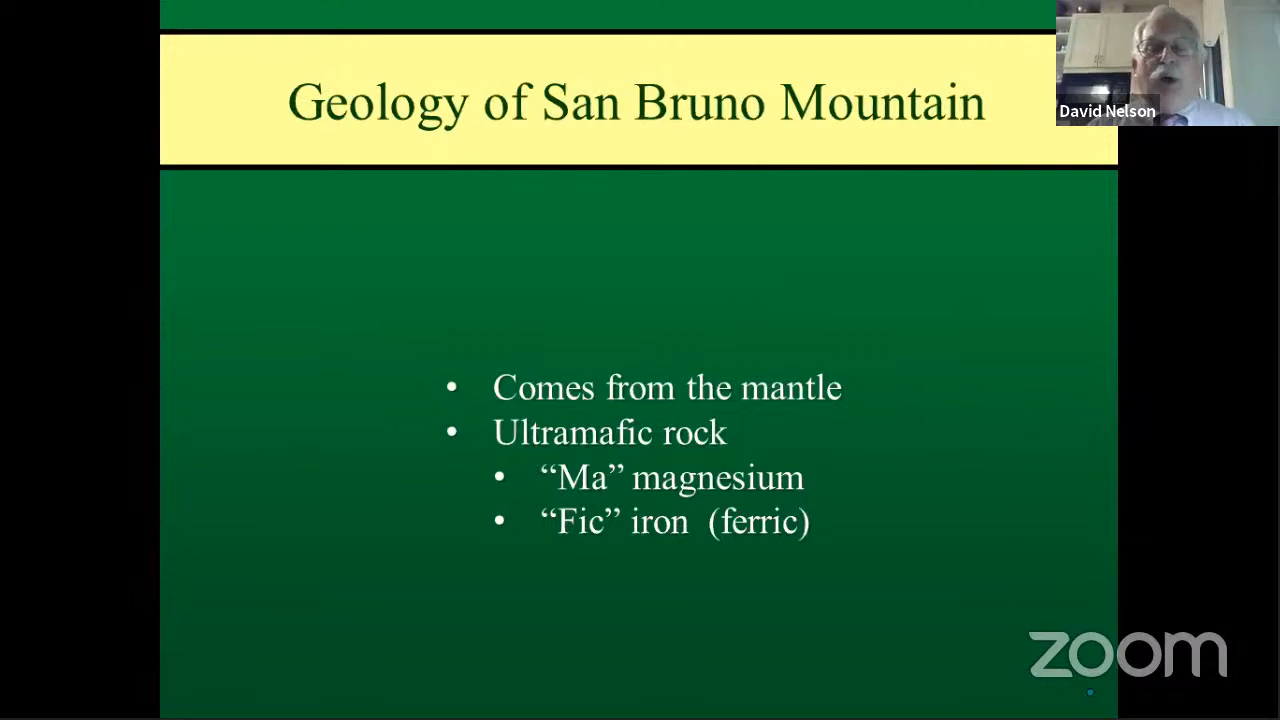 Geology of San Bruno Mountain
David Nelson
• Comes from the mantle
• Ultramafic rock
• “Ma” magnesium
• “Fic” iron (ferric)
zoom